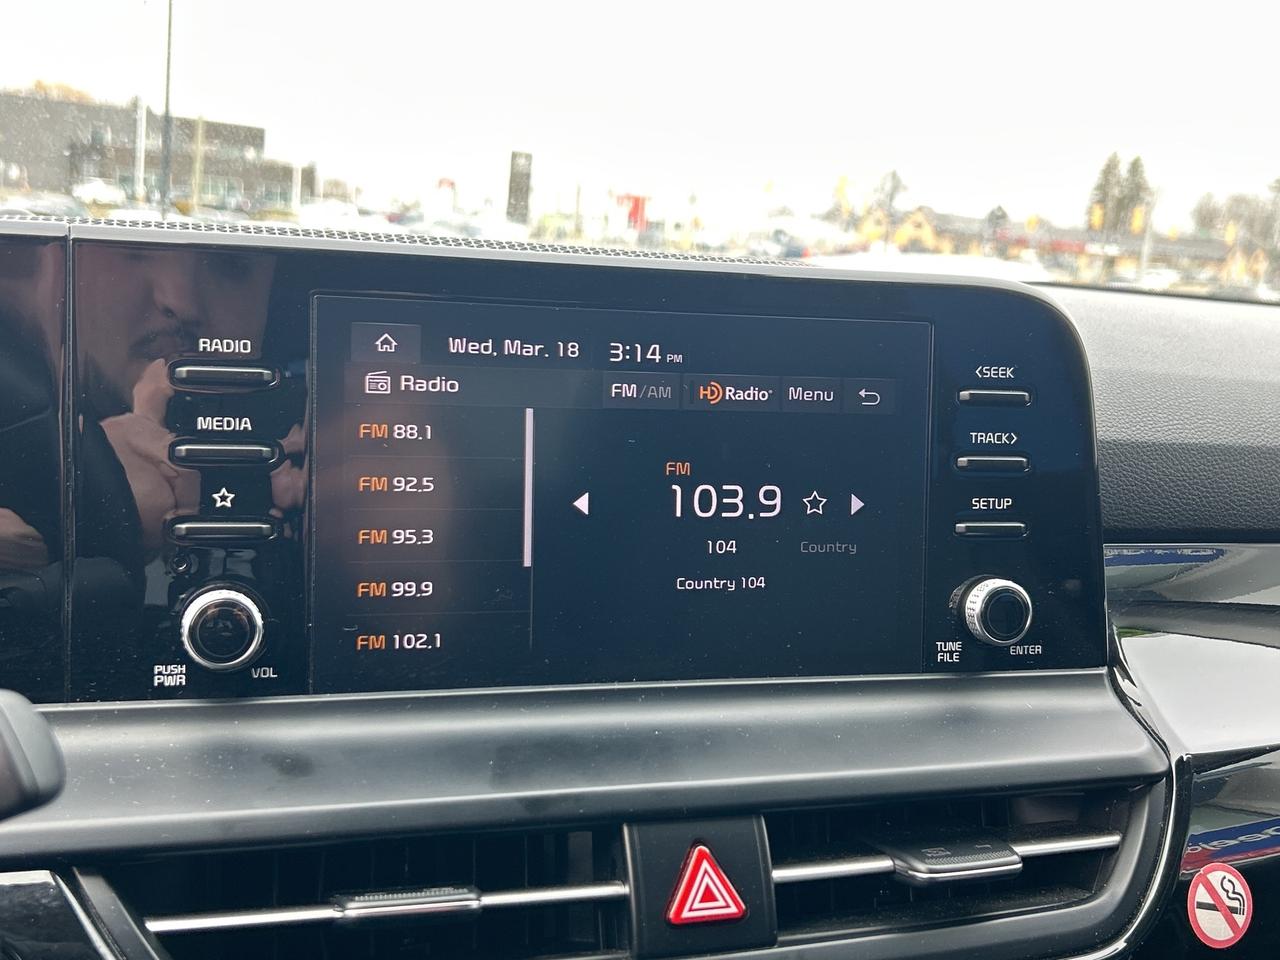 RADIO
MEDIA
PUSH
PWR
VOL
Wed, Mar. 18 3:14 PM
Radio FM/AM HD Radio® Menu
FM 88.1
FM 92.5
FM 95.3
FM 99.9
FM 102.1
FM
103.9
104 Country
Country 104
<SEEK
TRACK>
SETUP
TUNE
FILE
ENTER